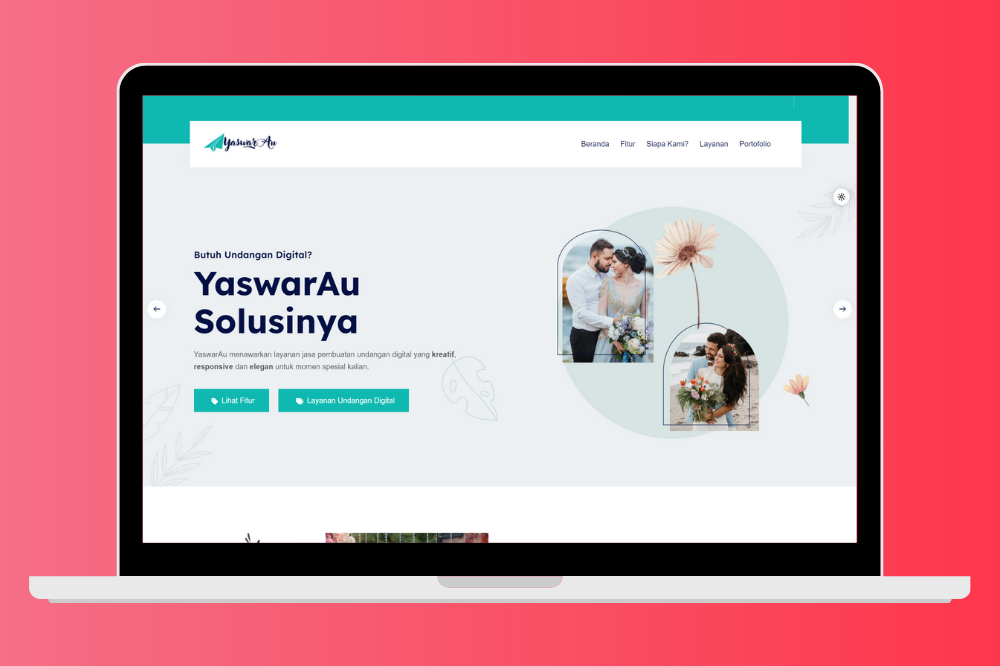 YaswarAu
Beranda Fitur Siapa Kami? Layanan Portofolio
Butuh Undangan Digital?
YaswarAu
Solusinya
YaswarAu menawarkan layanan jasa pembuatan undangan digital yang kreatif,
responsive dan elegan untuk momen spesial kalian.
Lihat Fitur Layanan Undangan Digital